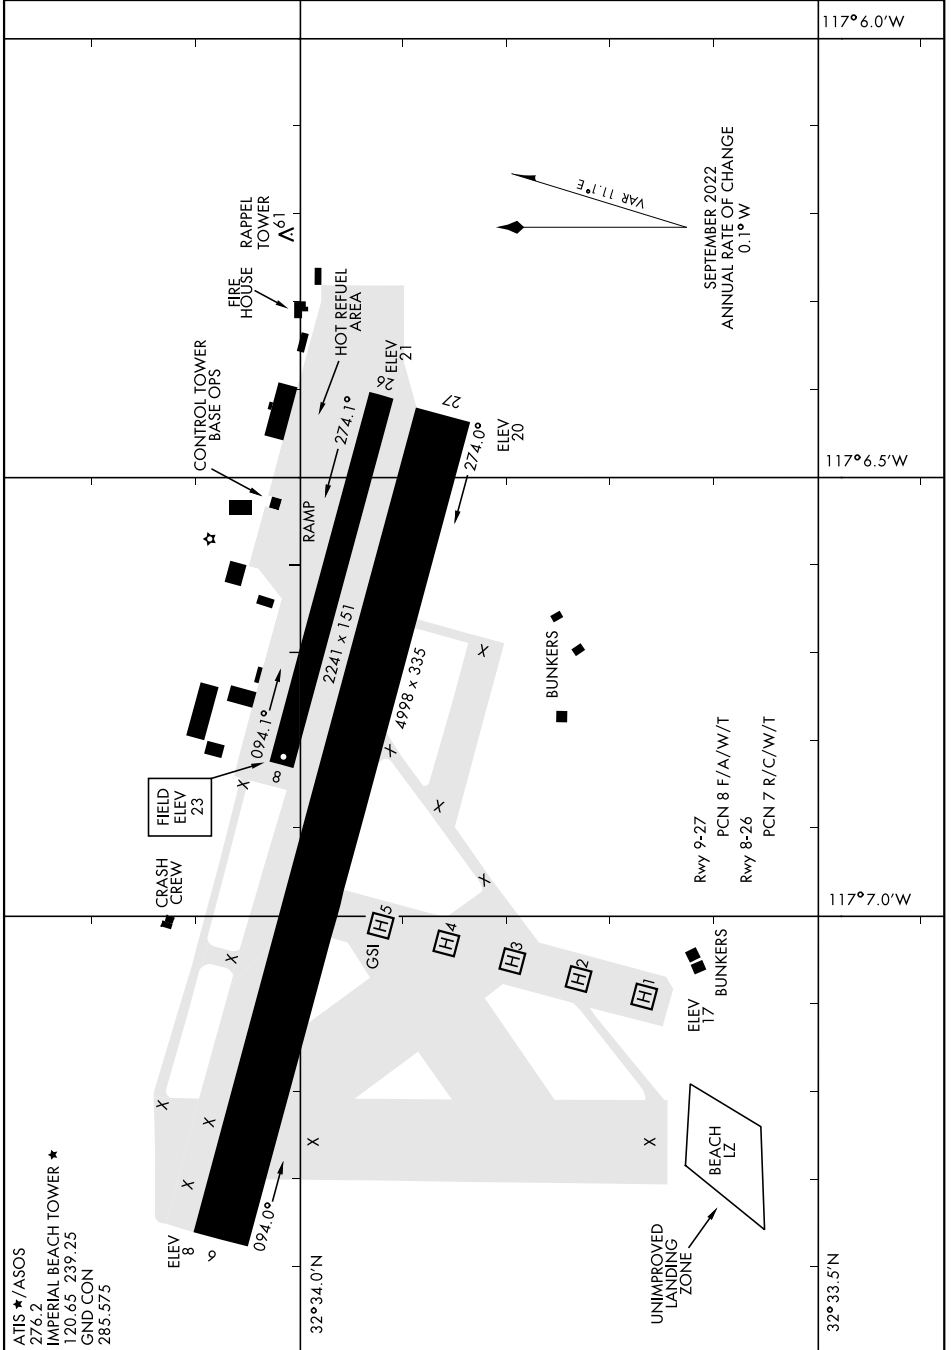 ATIS ★/ASOS
276.2
IMPERIAL BEACH TOWER ★
120.65 239.25
GND CON
285.575
117°6.0'W
117°6.5'W
117°7.0'W
32°34.0'N
32°33.5'N
RAPPEL
TOWER
61
FIRE
HOUSE
HOT REFUEL
AREA
CONTROL TOWER
BASE OPS
RAMP
VAR 11.1°E
SEPTEMBER 2022
ANNUAL RATE OF CHANGE
0.1° W
26
ELEV
21
274.1°
27
274.0°
ELEV
20
2241 x 151
4998 x 335
094.1°
8
FIELD
ELEV
23
CRASH
CREW
X
X
X
X
X
X
X
X
X
X
X
BUNKERS
Rwy 9-27
PCN 8 F/A/W/T
Rwy 8-26
PCN 7 R/C/W/T
GSI
H 5
H 4
H 3
H 2
H 1
BUNKERS
ELEV
17
BEACH
LZ
UNIMPROVED
LANDING
ZONE
094.0°
ELEV
8
9